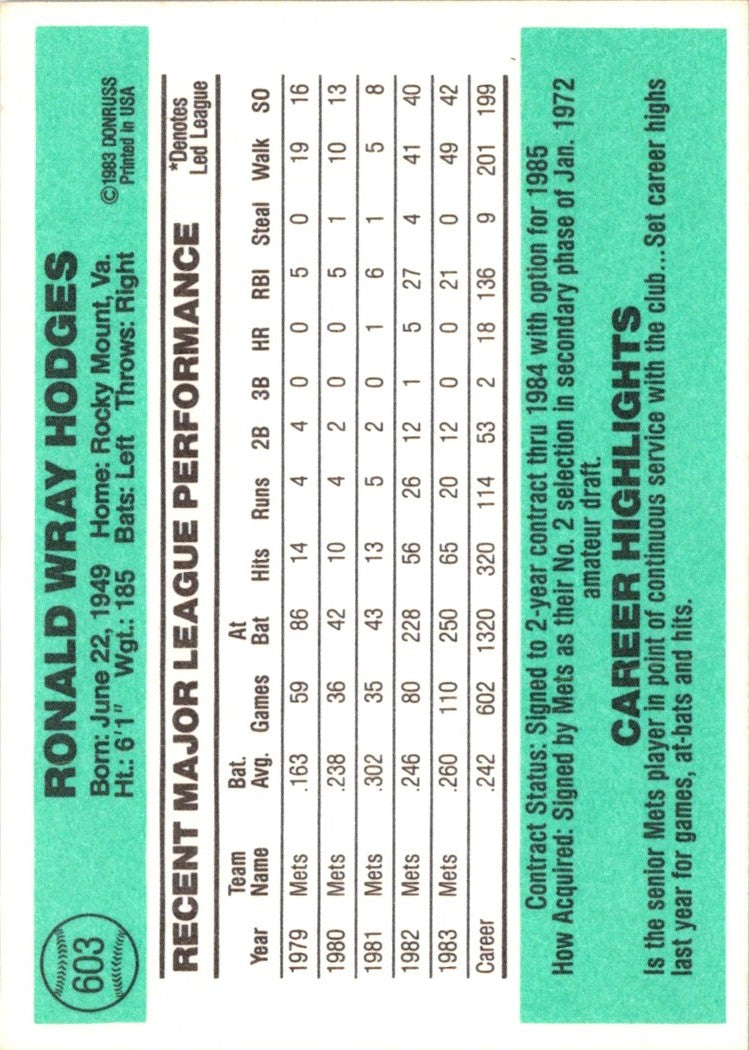 603
RONALD WRAY HODGES
Born: June 22, 1949 Home: Rocky Mount, Va.
Ht.: 6'1" Wgt.: 185 Bats: Left Throws: Right
©1983 DONRUSS
Printed in USA
RECENT MAJOR LEAGUE PERFORMANCE
*Denotes
Led League
Year Team Name Bat. Avg. Games At Bat Hits Runs 2B 3B HR RBI Steal Walk SO
1979 Mets .163 59 86 14 4 4 0 0 5 0 19 16
1980 Mets .238 36 42 10 4 2 0 0 5 1 10 13
1981 Mets .302 35 43 13 5 2 0 1 6 1 5 8
1982 Mets .246 80 228 56 26 12 1 5 27 4 41 40
1983 Mets .260 110 250 65 20 12 0 0 21 0 49 42
Career .242 602 1320 320 114 53 2 18 136 9 201 199
Contract Status: Signed to 2-year contract thru 1984 with option for 1985
How Acquired: Signed by Mets as their No. 2 selection in secondary phase of Jan. 1972
amateur draft.
CAREER HIGHLIGHTS
Is the senior Mets player in point of continuous service with the club...Set career highs
last year for games, at-bats and hits.